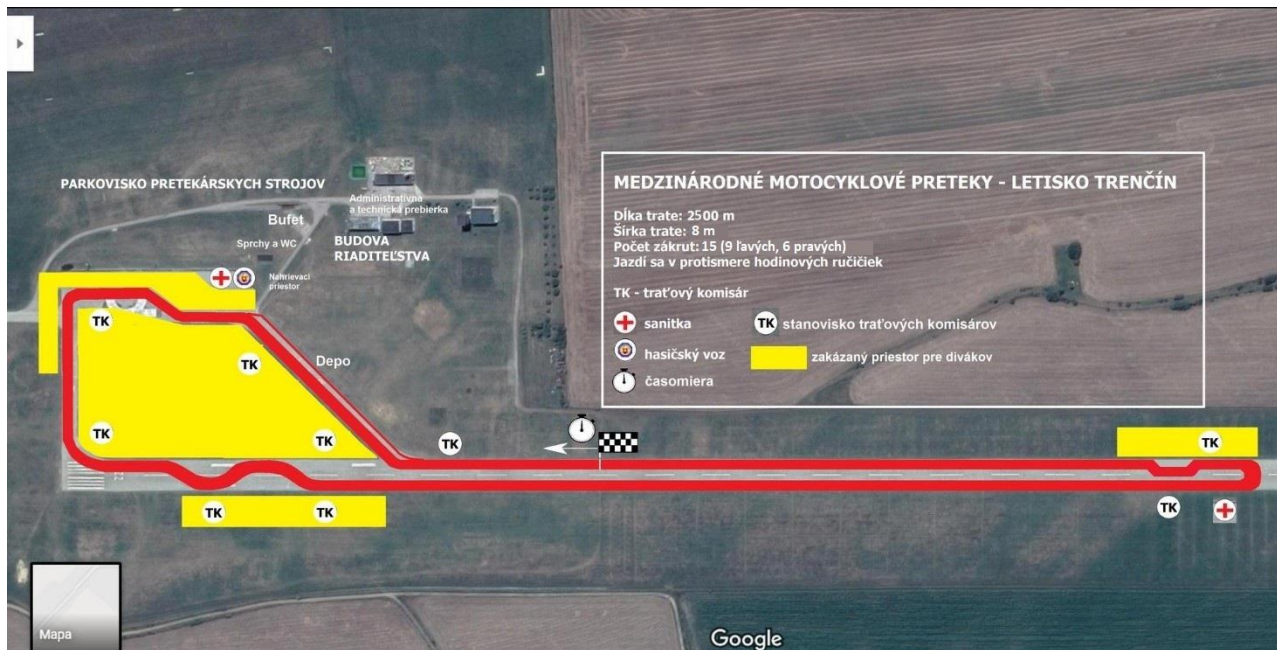 PARKOVISKO PRETEKÁRSKYCH STROJOV
Administratívna
a technická prebierka
Bufet
Sprchy a WC
BUDOVA
RIADITEĽSTVA
Nahrievací
priestor
Depo
MEDZINÁRODNÉ MOTOCYKLOVÉ PRETEKY - LETISKO TRENČÍN
Dĺka trate: 2500 m
Šírka trate: 8 m
Počet zákrut: 15 (9 ľavých, 6 pravých)
Jazdí sa v protismere hodinových ručičiek
TK - traťový komisár
sanitka
TK stanovisko traťových komisárov
hasičský voz
zakázaný priestor pre divákov
časomiera
TK
TK
TK
TK
TK
TK
TK
TK
TK
22
Mapa
Google